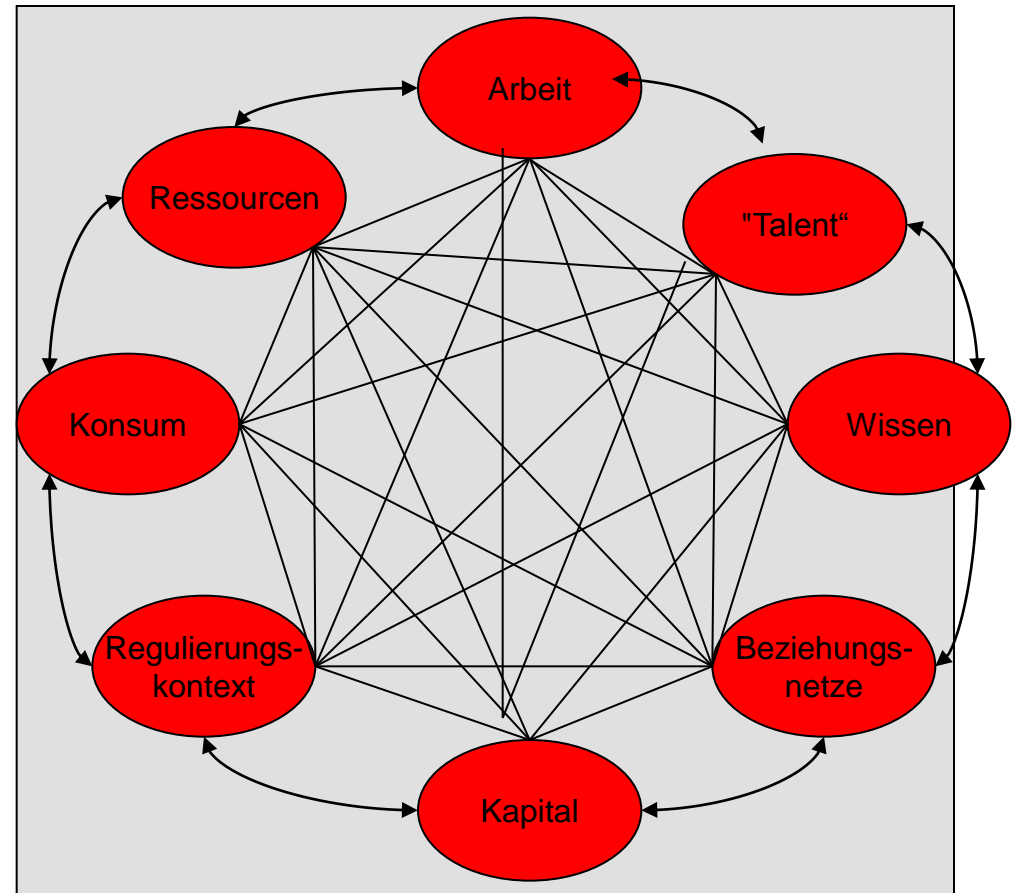 Arbeit
Ressourcen
"Talent“
Konsum
Wissen
Regulierungs-
kontext
Beziehungs-
netze
Kapital